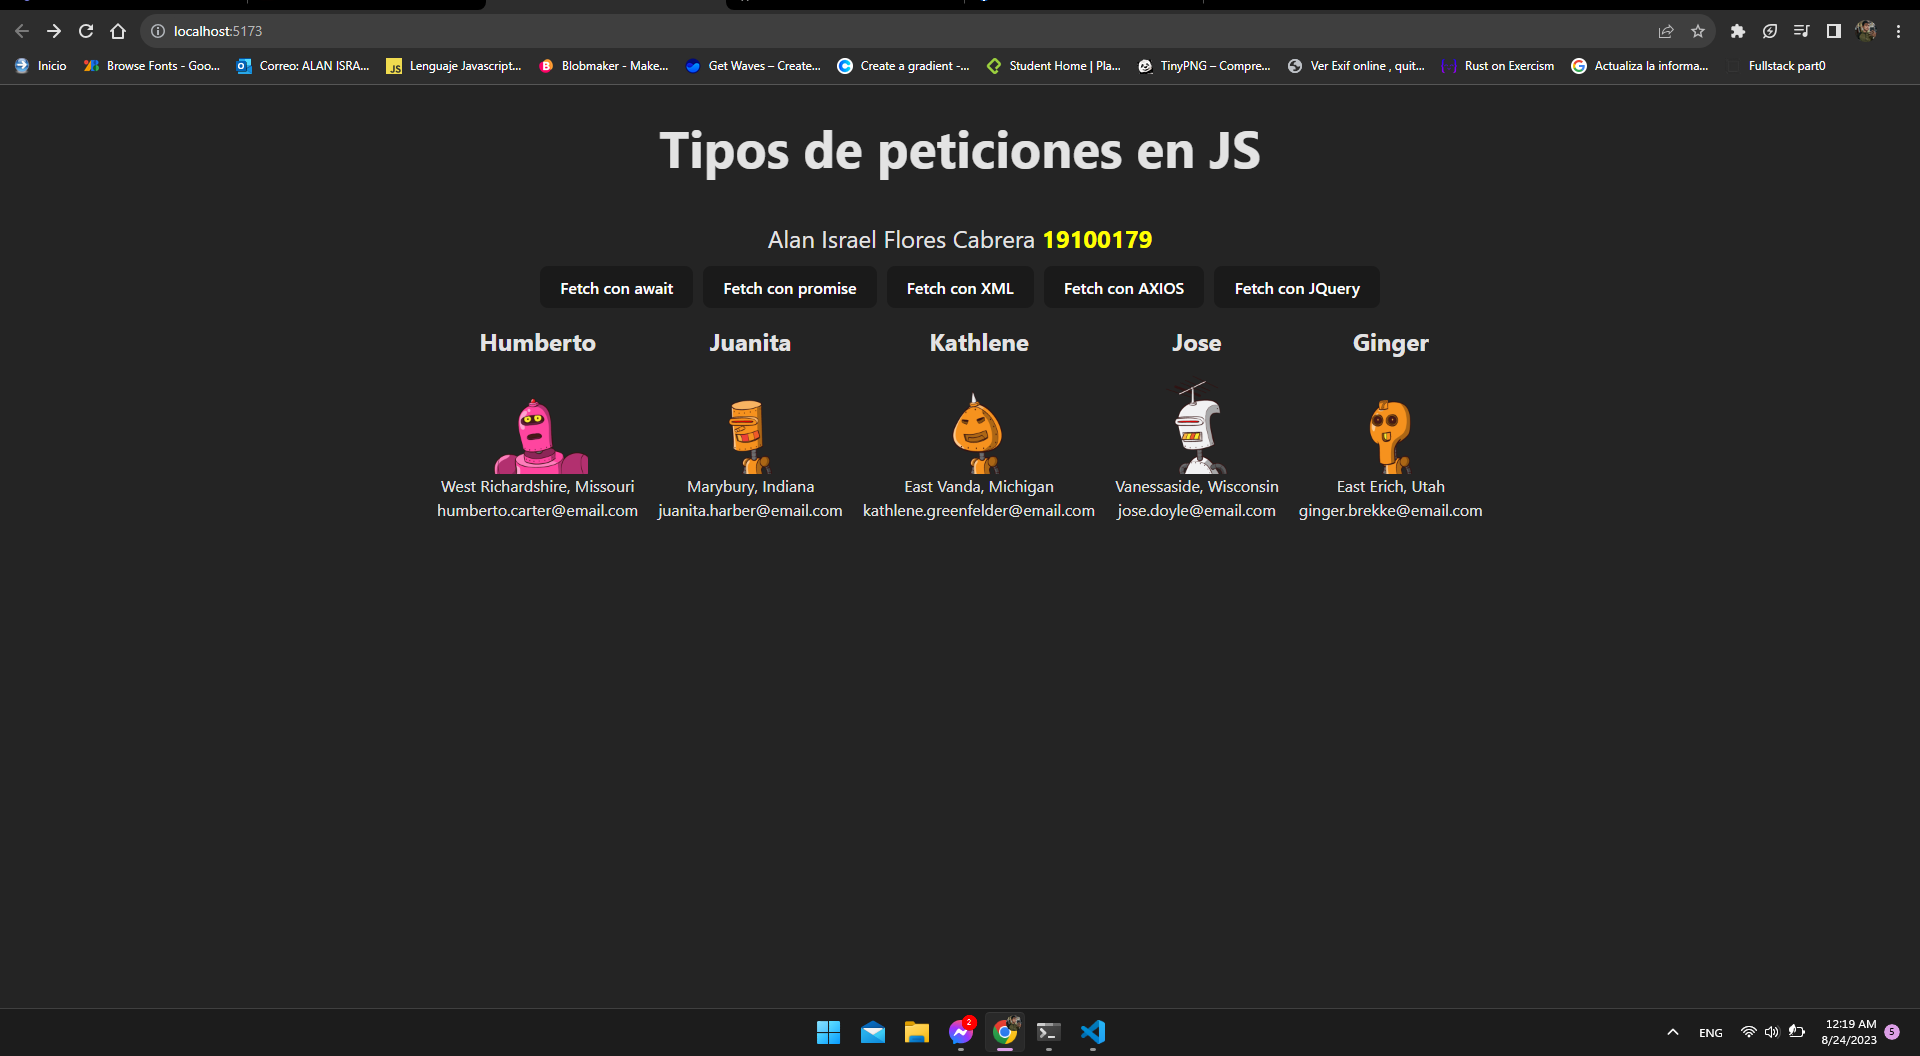 localhost:5173
Inicio Browse Fonts - Goo... Correo: ALAN ISRA... Lenguaje Javascript... Blobmaker - Make... Get Waves – Create... Create a gradient -... Student Home | Pla... TinyPNG – Compre... Ver Exif online , quit... Rust on Exercism Actualiza la informa... Fullstack part0
Tipos de peticiones en JS
Alan Israel Flores Cabrera 19100179
Fetch con await Fetch con promise Fetch con XML Fetch con AXIOS Fetch con JQuery
Humberto Juanita Kathlene Jose Ginger
West Richardshire, Missouri Marybury, Indiana East Vanda, Michigan Vanessaside, Wisconsin East Erich, Utah
humberto.carter@email.com juanita.harber@email.com kathlene.greenfelder@email.com jose.doyle@email.com ginger.brekke@email.com
2
ENG 12:19 AM 5
8/24/2023